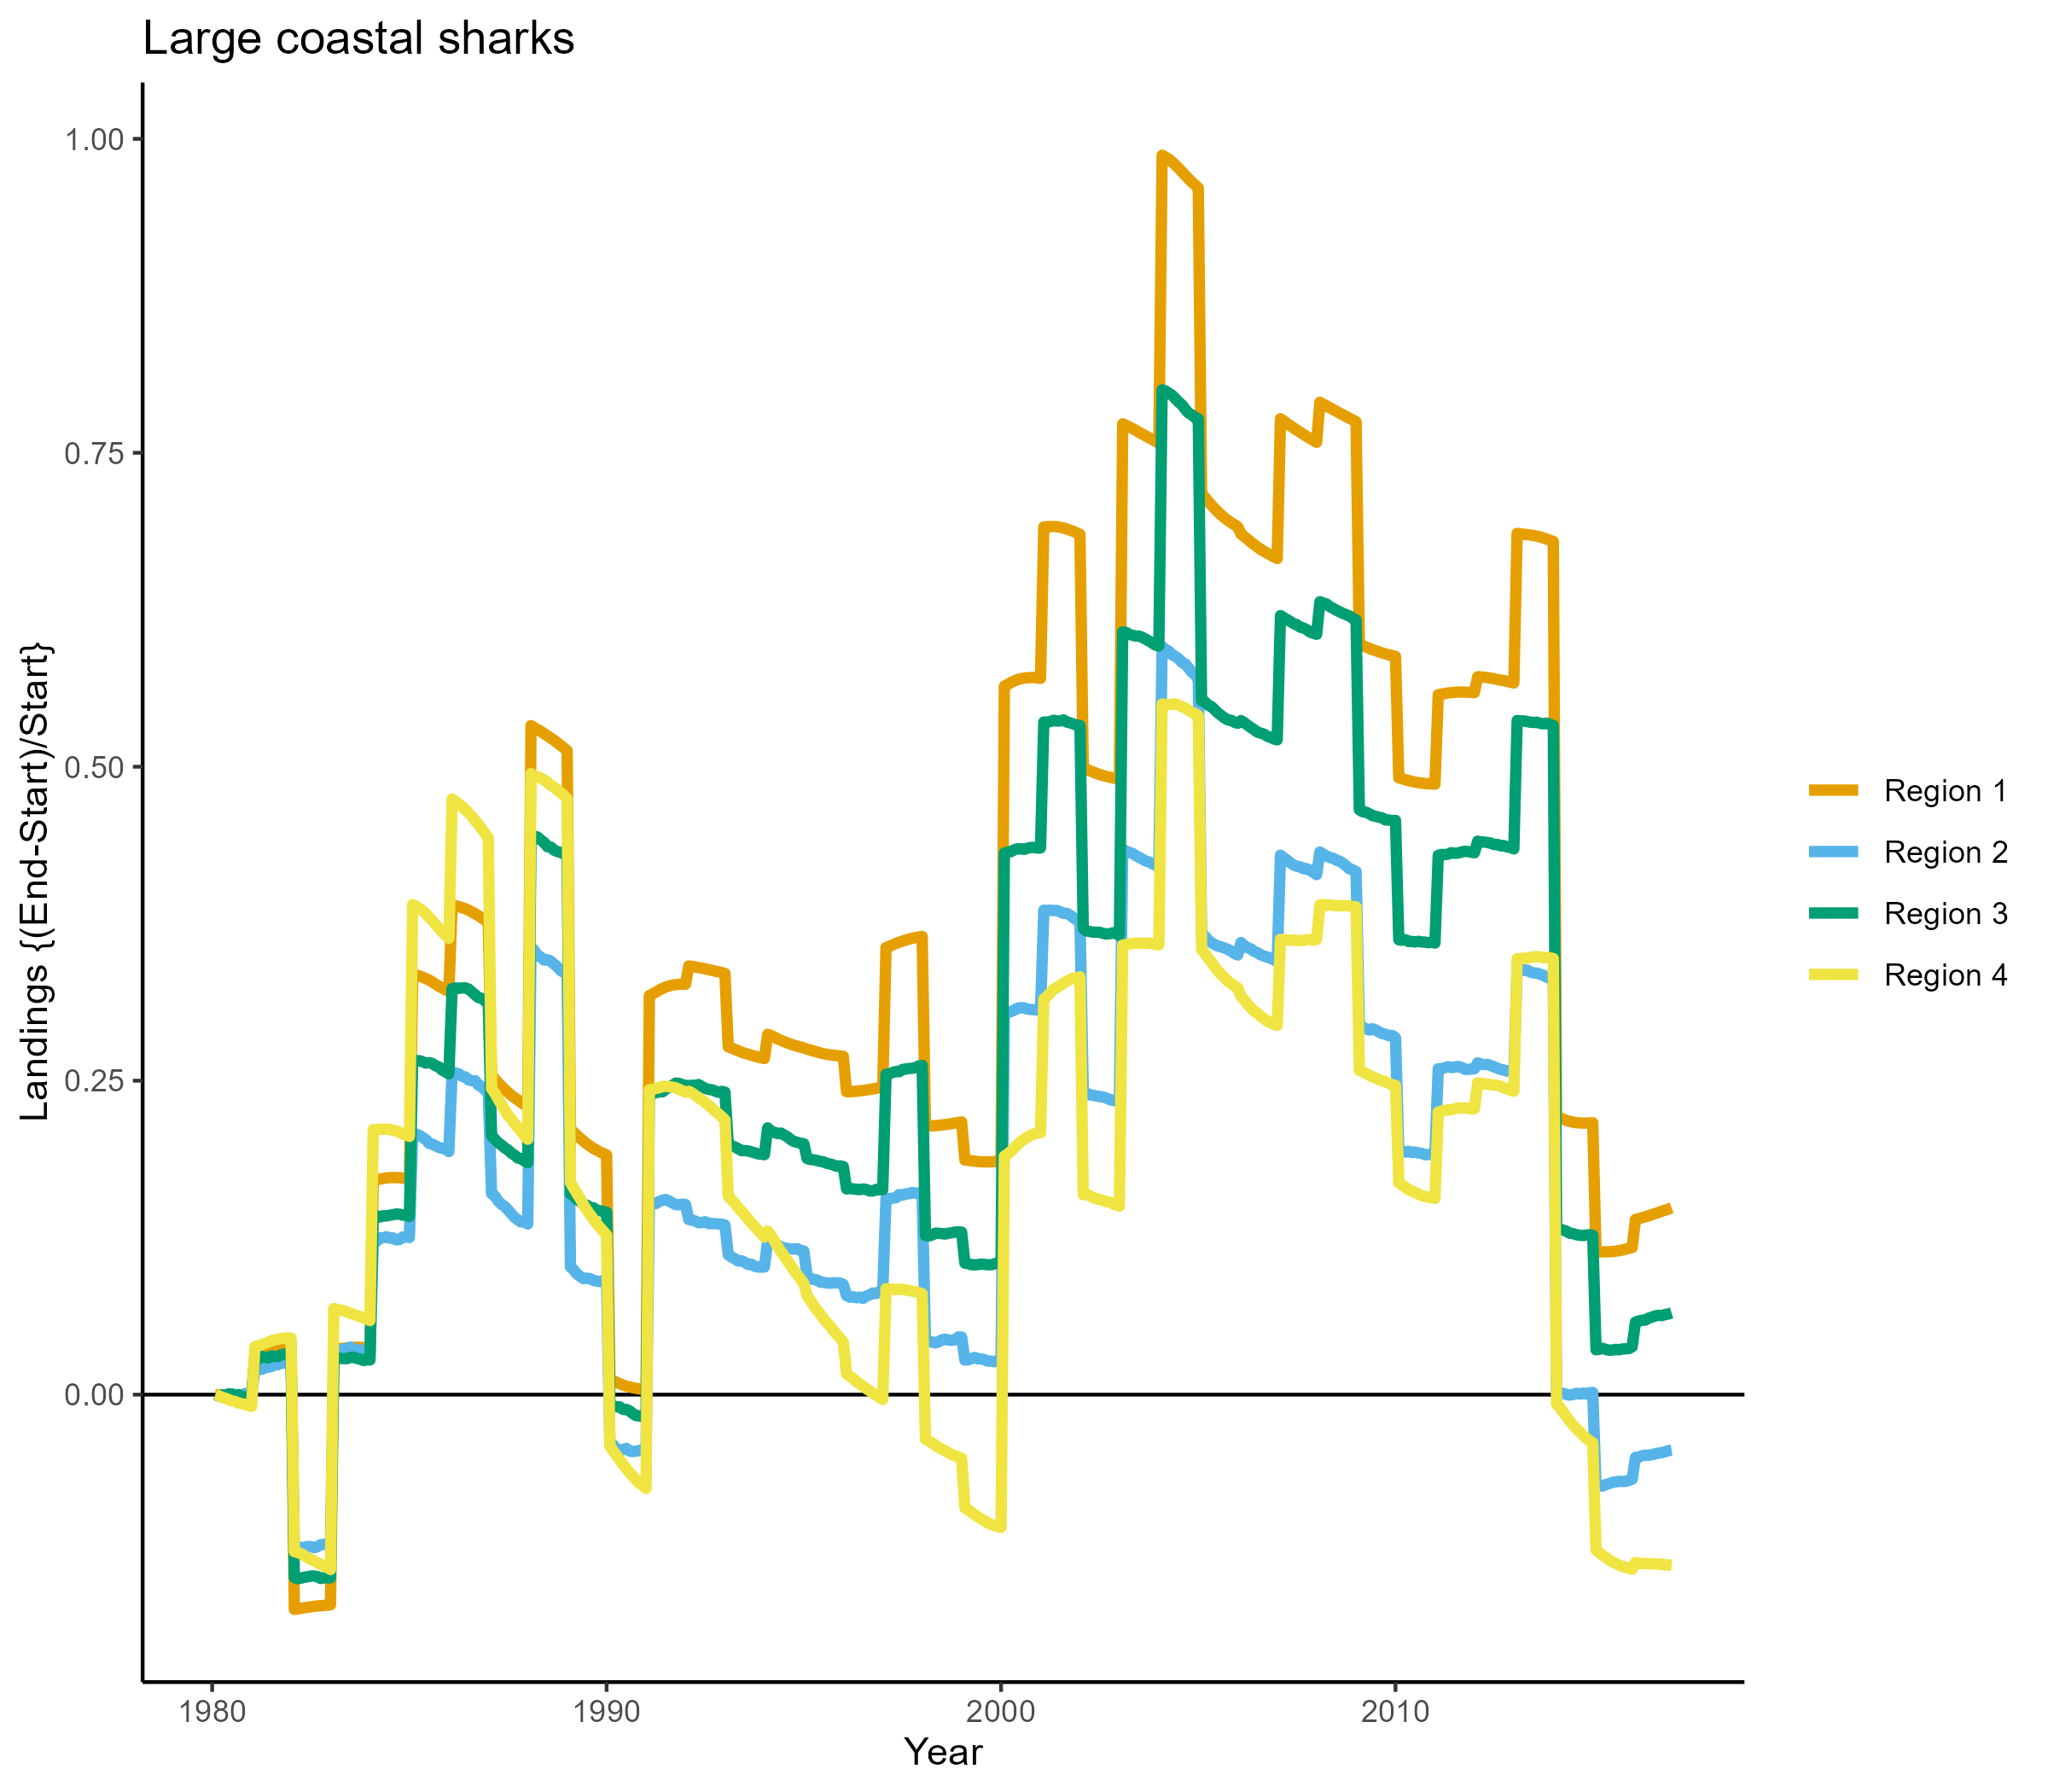 Large coastal sharks
Landings {(End-Start)/Start}
1.00
0.75
0.50
0.25
0.00
1980
1990
2000
2010
Year
Region 1
Region 2
Region 3
Region 4